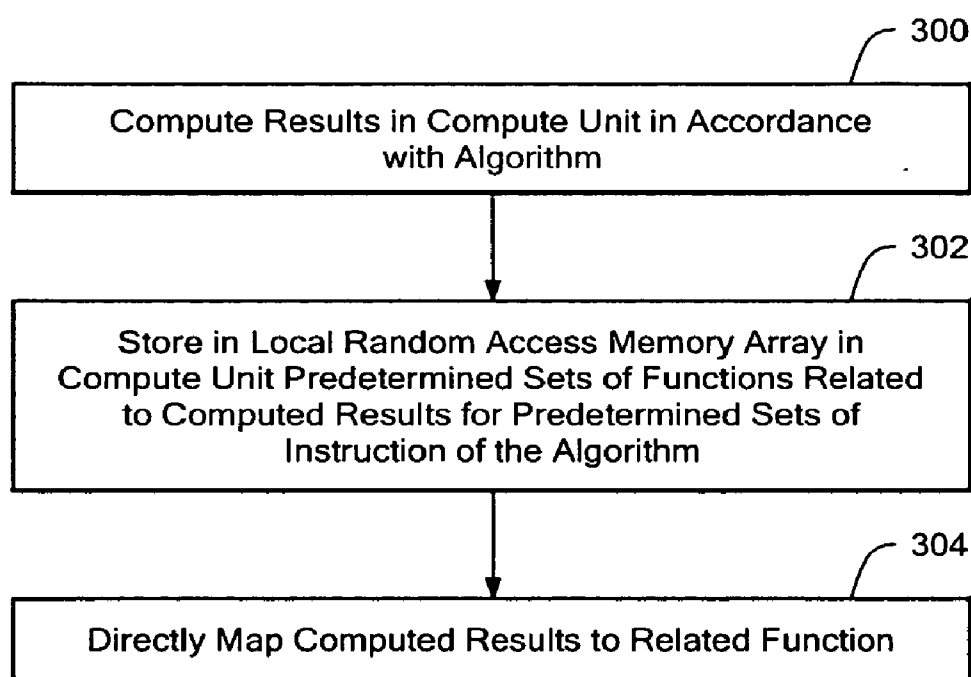 300
Compute Results in Compute Unit in Accordance
with Algorithm
302
Store in Local Random Access Memory Array in
Compute Unit Predetermined Sets of Functions Related
to Computed Results for Predetermined Sets of
Instruction of the Algorithm
304
Directly Map Computed Results to Related Function